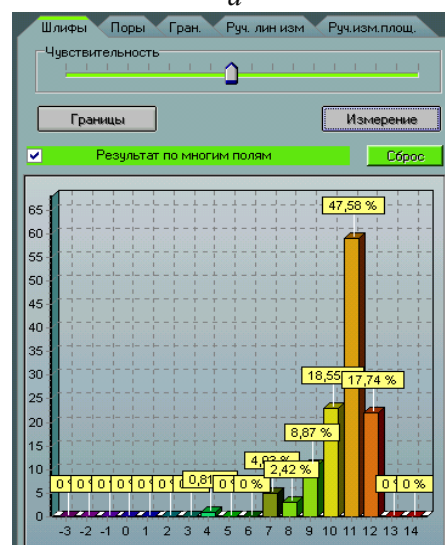 а
Шлифы Поры Гран. Руч. лин изм Руч.изм.площ.
Чувствительность
Границы Измерение
Результат по многим полям Сброс
47,58 %
65
60
55
50
45
40
35
30
25
20
15
10
5
0
18,55 17,74 %
8,87 %
2,42 %
0,81 0 % 0 % 0 %
-3 -2 -1 0 1 2 3 4 5 6 7 8 9 10 11 12 13 14